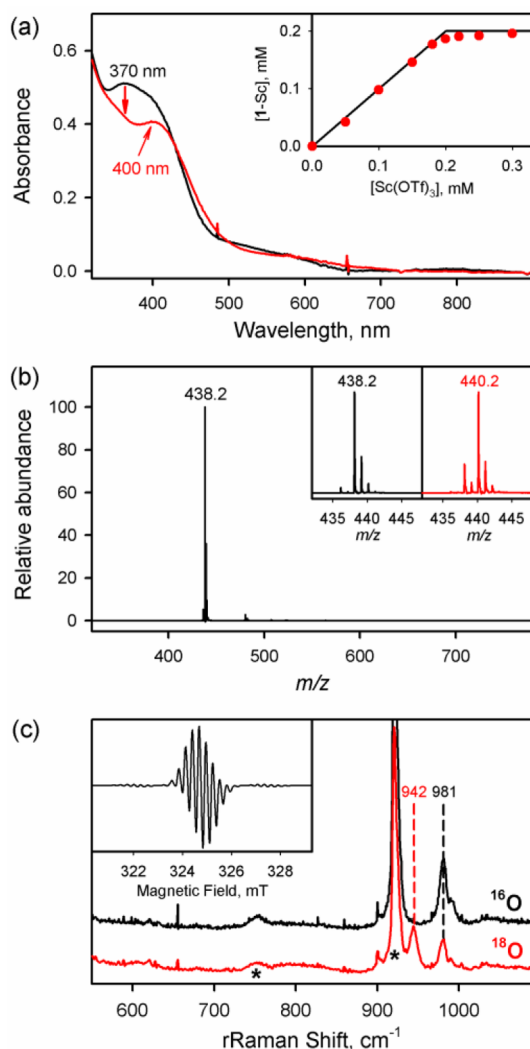 (a)
370 nm
400 nm
Absorbance
0.6
0.4
0.2
0.0
400 500 600 700 800
Wavelength, nm
[1-Sc], mM
0.2
0.1
0.0
0.0 0.1 0.2 0.3
[Sc(OTf)3], mM
(b)
438.2
Relative abundance
100
80
60
40
20
0
400 500 600 700
m/z
438.2
440.2
435 440 445
435 440 445
m/z
m/z
(c)
942 981
322 324 326 328
Magnetic Field, mT
16O
18O
* *
600 700 800 900 1000
rRaman Shift, cm-1